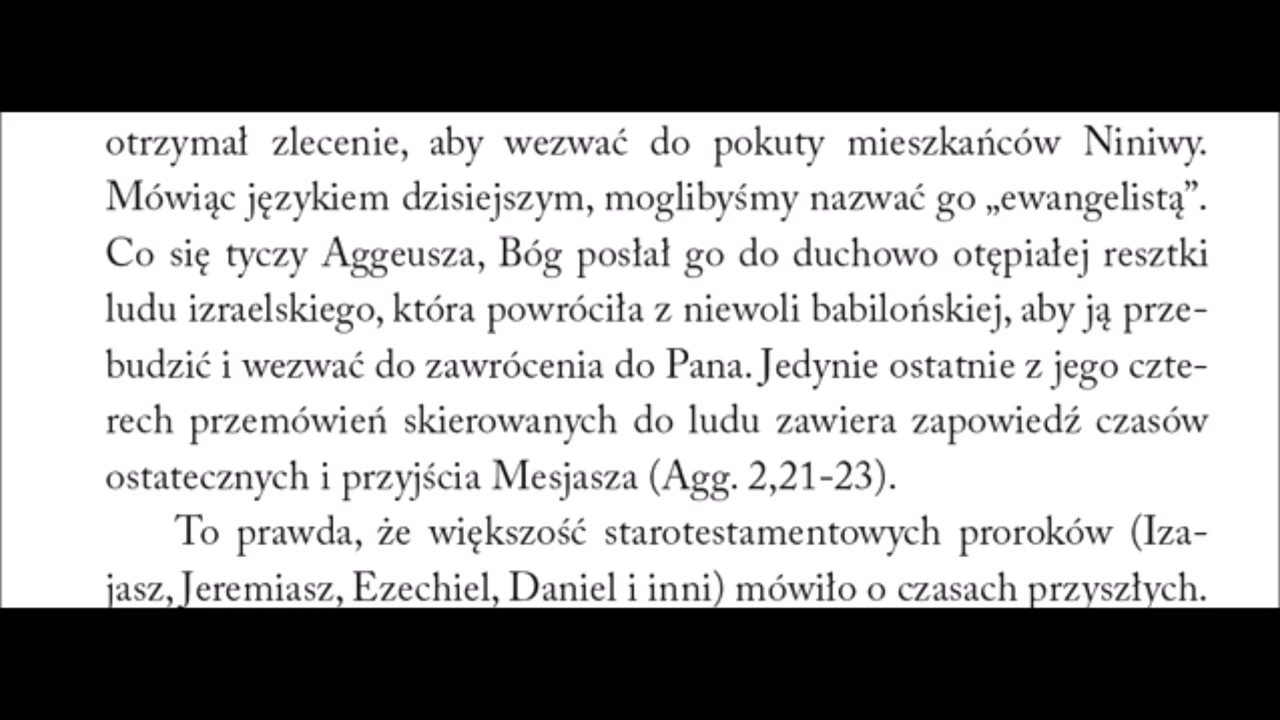 otrzymał zlecenie, aby wezwać do pokuty mieszkańców Niniwy.
Mówiąc językiem dzisiejszym, moglibyśmy nazwać go „ewangelistą”.
Co się tyczy Aggeusza, Bóg posłał go do duchowo otępiałej resztki
ludu izraelskiego, która powróciła z niewoli babilońskiej, aby ją prze-
budzić i wezwać do zawrócenia do Pana. Jedynie ostatnie z jego czte-
rech przemówień skierowanych do ludu zawiera zapowiedź czasów
ostatecznych i przyjścia Mesjasza (Agg. 2,21-23).
To prawda, że większość starotestamentowych proroków (Iza-
jasz, Jeremiasz, Ezechiel, Daniel i inni) mówiło o czasach przyszłych.